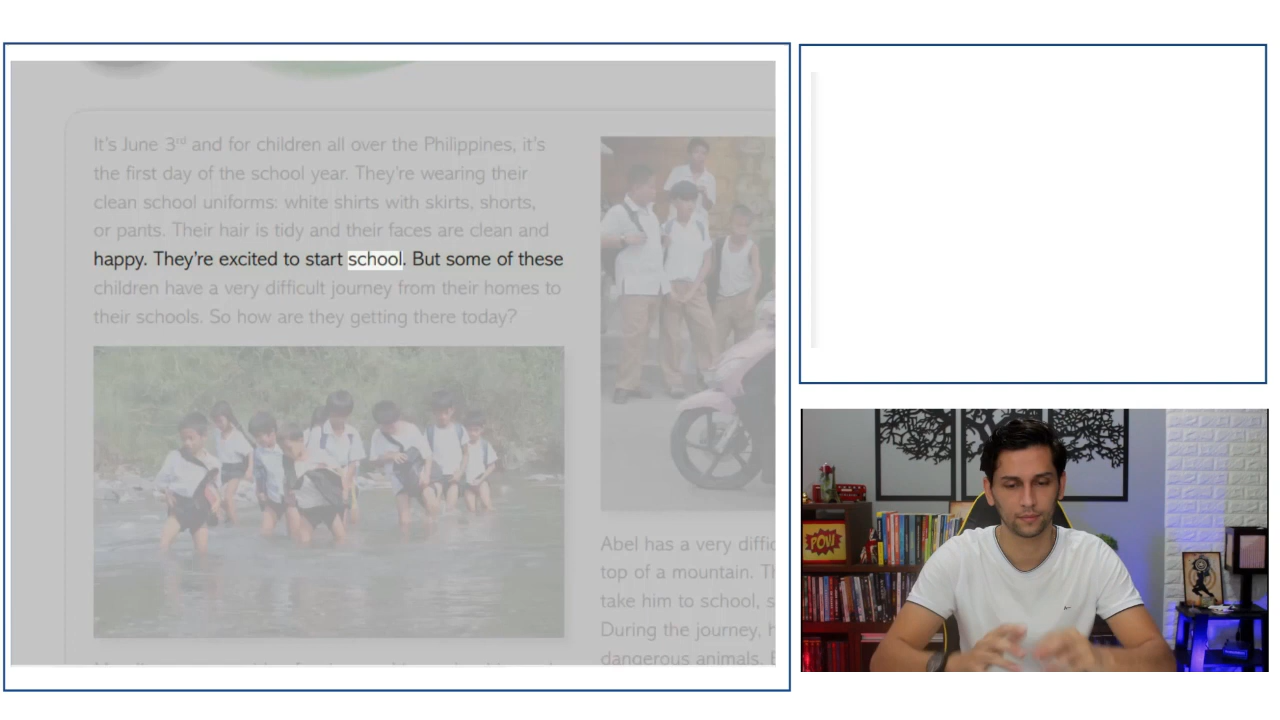 It's June 3rd and for children all over the Philippines, it's
the first day of the school year. They're wearing their
clean school uniforms: white shirts with skirts, shorts,
or pants. Their hair is tidy and their faces are clean and
happy. They're excited to start school. But some of these
children have a very difficult journey from their homes to
their schools. So how are they getting there today?
Abel has a very
top of a mountain.
take him to school,
During the journey,
dangerous animals.
POW